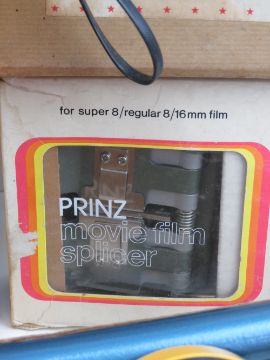 for super 8/regular 8/16mm film
PRINZ
movie film
splicer